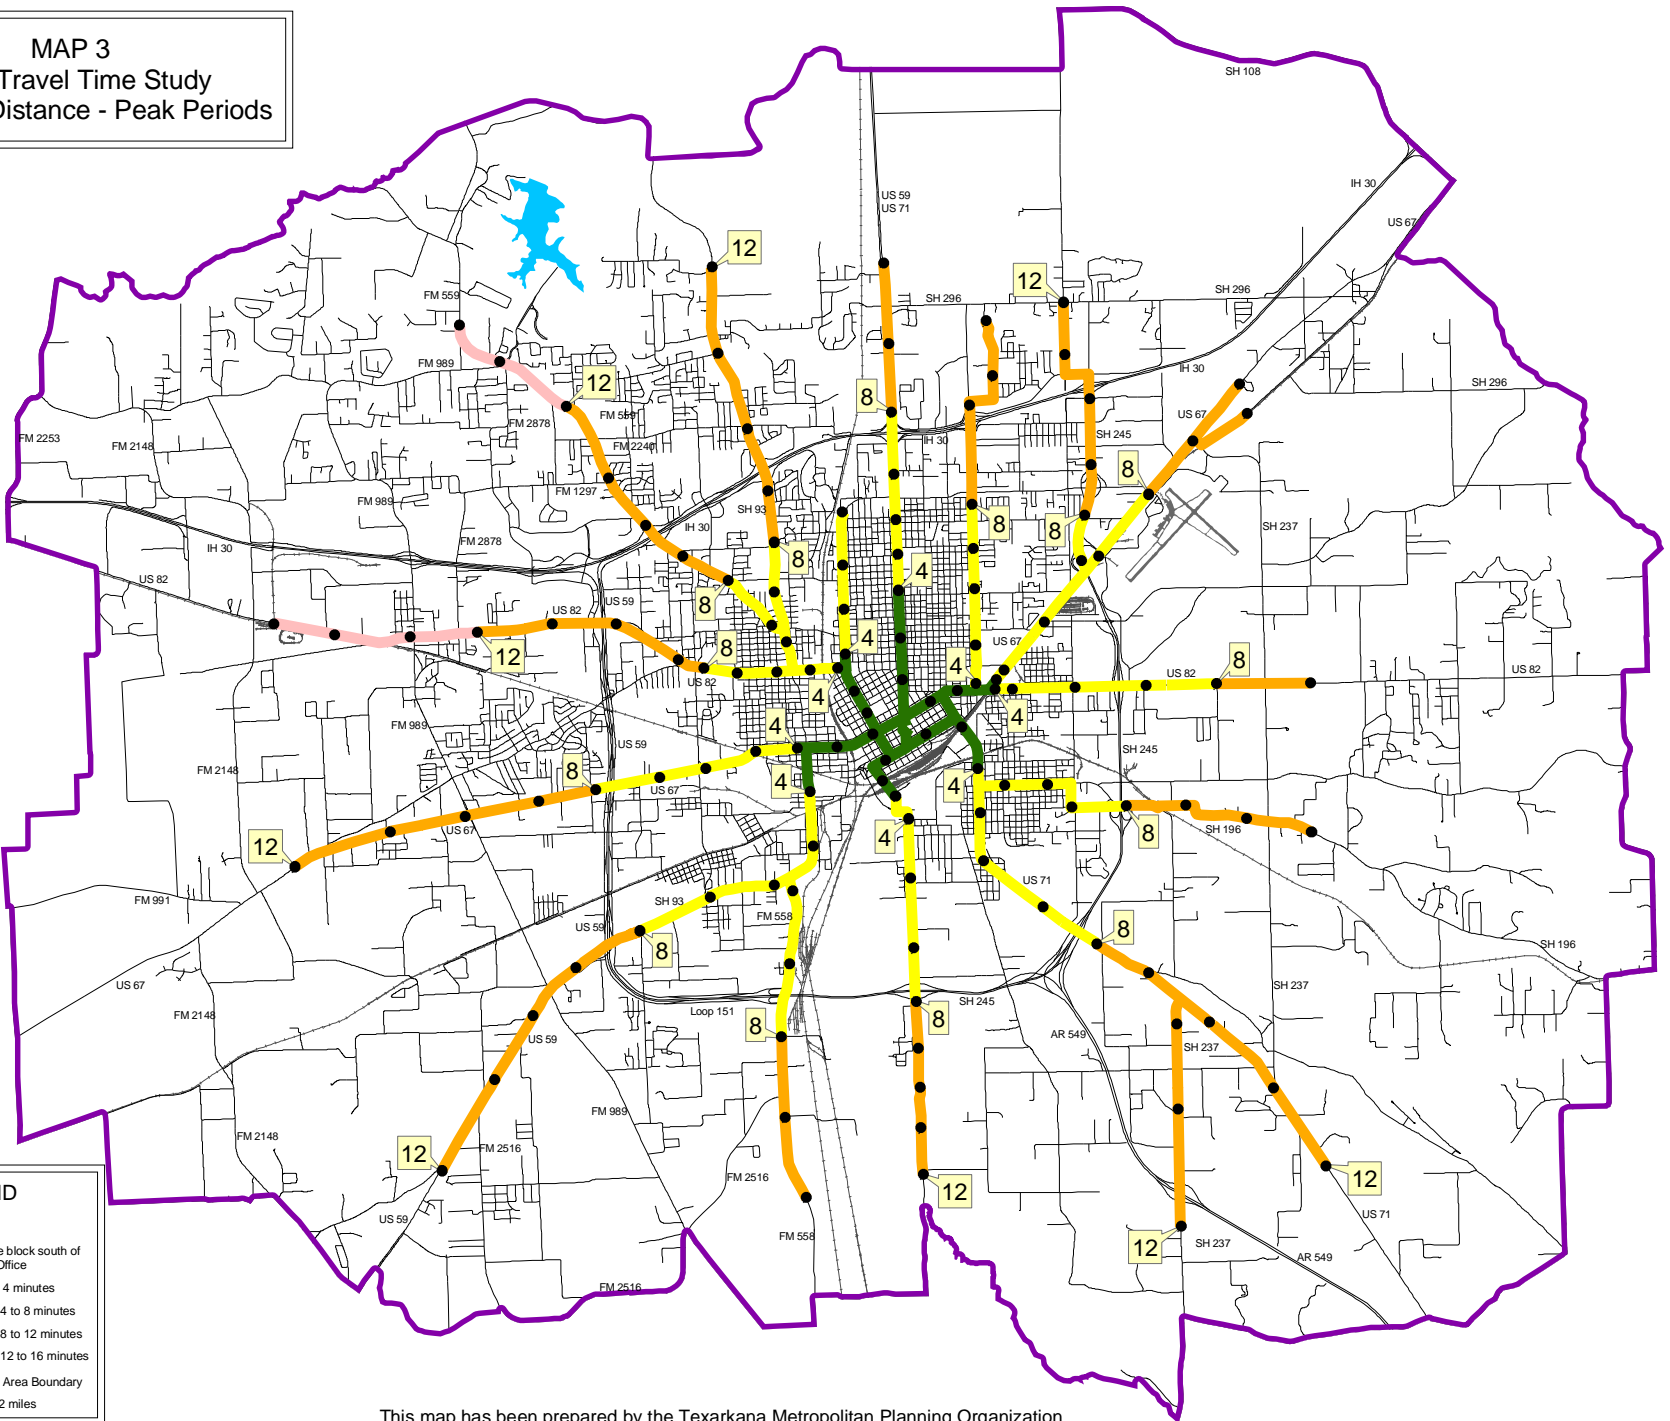 MAP 3
Travel Time Study
Distance - Peak Periods
SH 108
IH 30
US 67
US 59
US 71
12
12
SH 296
SH 296
FM 559
FM 989
12
FM 559
FM 2878
8
IH 30
SH 296
FM 2253
FM 2148
FM 2240
IH 30
US 67
SH 245
8
FM 1297
FM 989
SH 93
IH 30
8
8
SH 237
FM 2878
IH 30
8
4
US 82
8
US 82
US 59
4
US 67
12
8
4
4
8
US 82
US 82
US 82
4
FM 989
4
US 59
SH 245
FM 2148
8
US 67
4
4
12
US 67
4
8
SH 196
US 71
FM 991
SH 93
FM 558
US 59
8
8
SH 196
US 67
SH 237
SH 245
FM 2148
Loop 151
8
8
AR 549
US 59
SH 237
FM 989
FM 2148
12
FM 2516
FM 2516
12
12
US 59
FM 558
US 71
12
SH 237
AR 549
FM 2516
e block south of
Office
4 minutes
4 to 8 minutes
8 to 12 minutes
12 to 16 minutes
Area Boundary
2 miles
This map has been prepared by the Texarkana Metropolitan Planning Organization